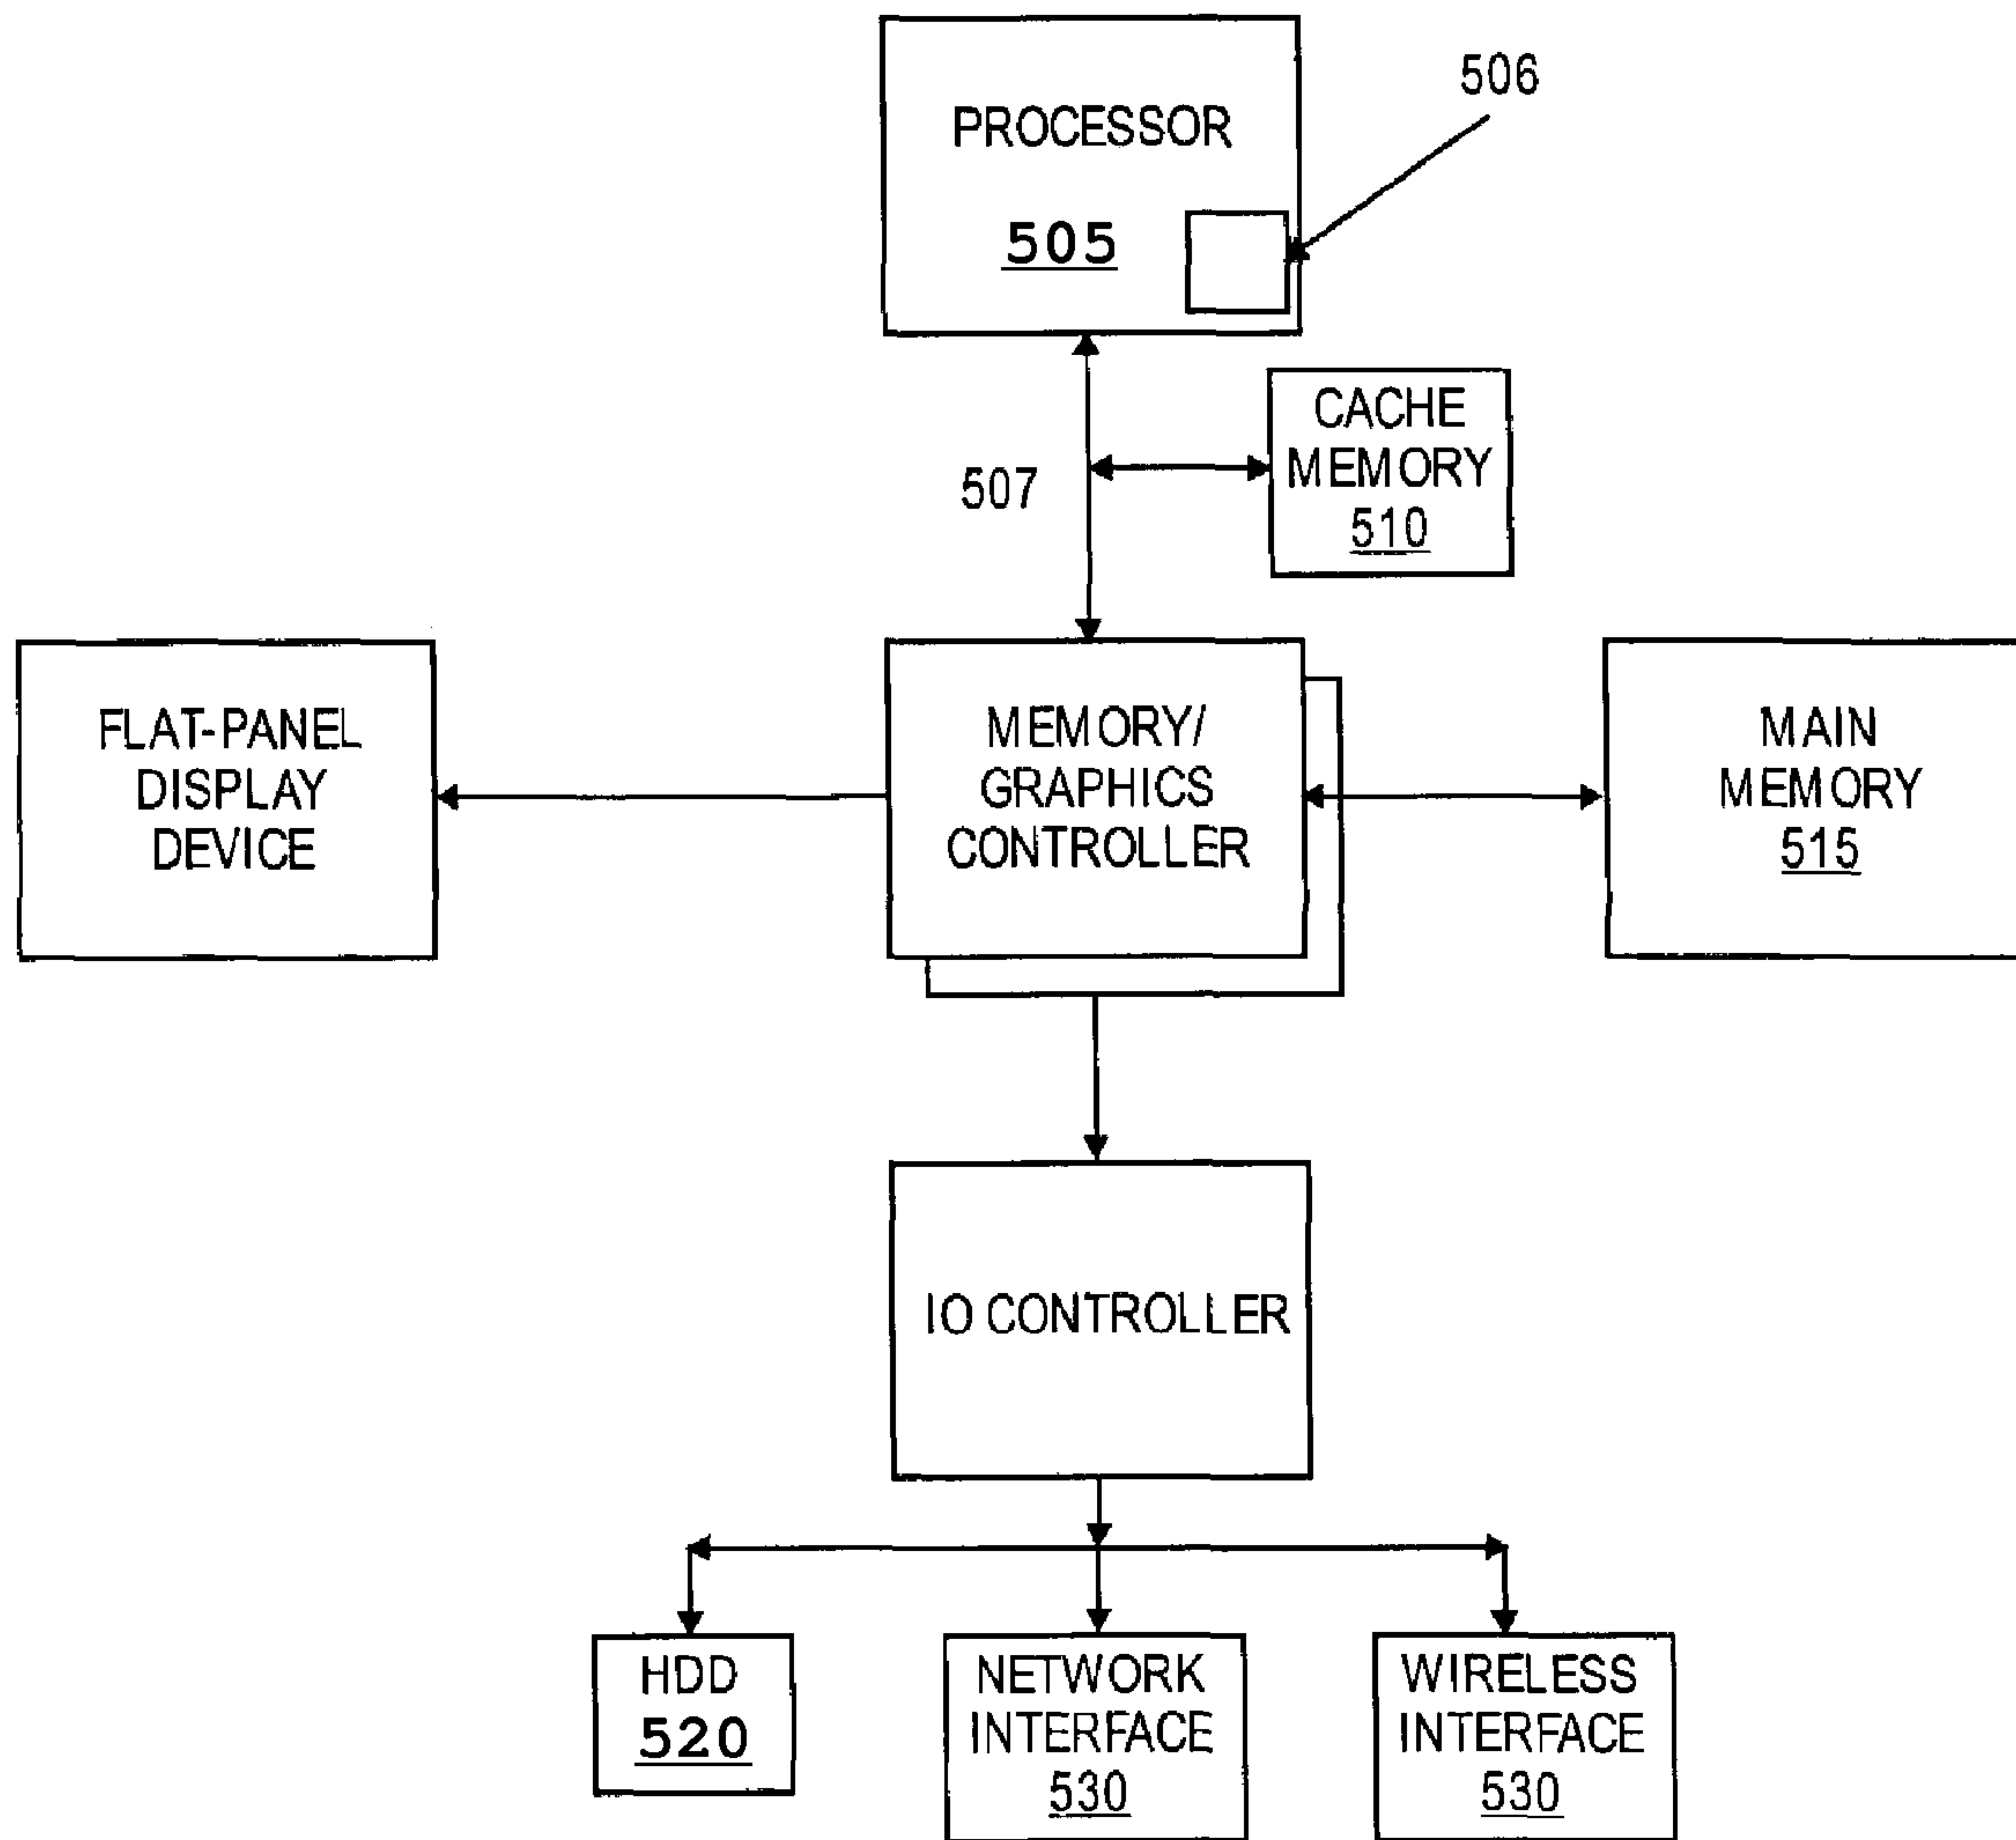 PROCESSOR
505
506
CACHE
MEMORY
510
507
FLAT-PANEL
DISPLAY
DEVICE
MEMORY/
GRAPHICS
CONTROLLER
MAIN
MEMORY
515
IO CONTROLLER
HDD
520
NETWORK
INTERFACE
530
WIRELESS
INTERFACE
530